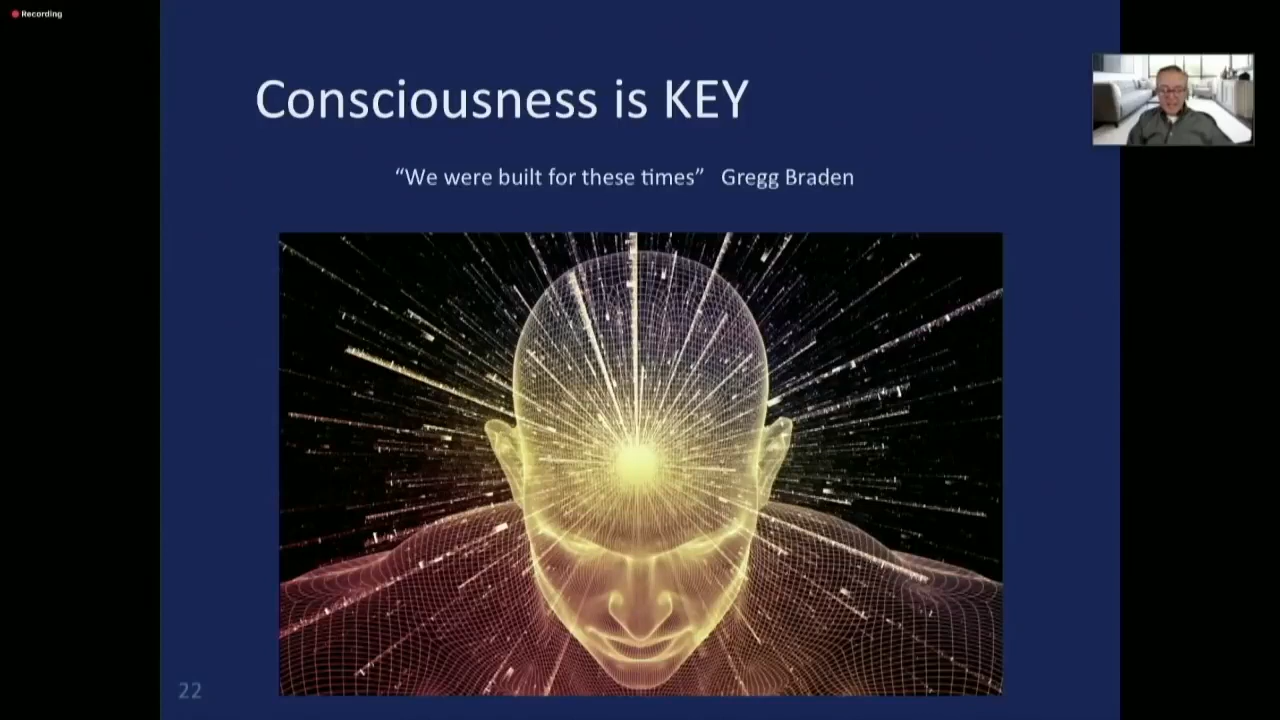 Recording
Consciousness is KEY
“We were built for these times” Gregg Braden
22